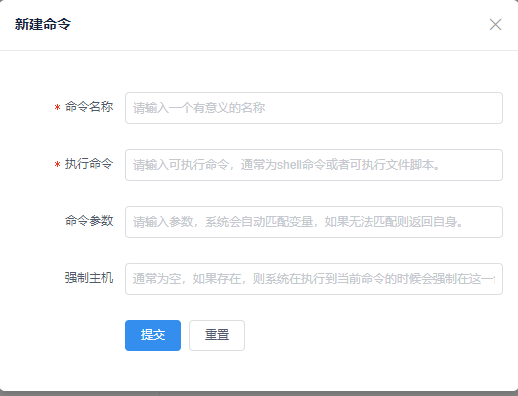 新建命令
* 命令名称
请输入一个有意义的名称
* 执行命令
请输入可执行命令，通常为shell命令或者可执行文件脚本。
命令参数
请输入参数，系统会自动匹配变量，如果无法匹配则返回自身。
强制主机
通常为空，如果存在，则系统在执行到当前命令的时候会强制在这一
提交
重置